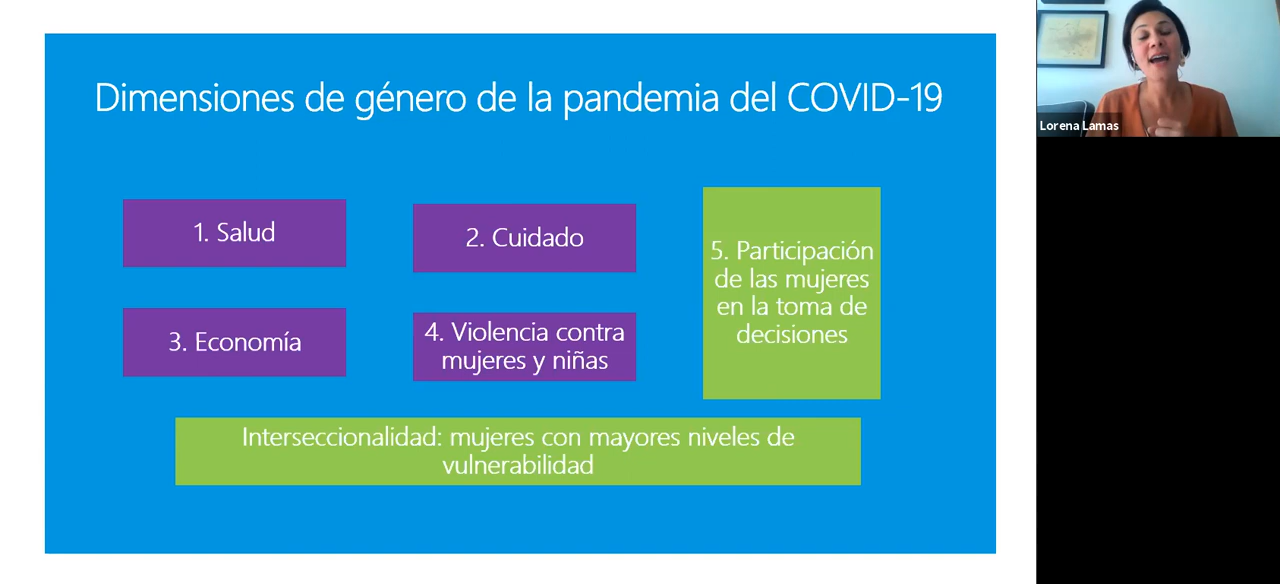 Dimensiones de género de la pandemia del COVID-19
1. Salud
2. Cuidado
3. Economía
4. Violencia contra
mujeres y niñas
5. Participación
de las mujeres
en la toma de
decisiones
Interseccionalidad: mujeres con mayores niveles de
vulnerabilidad
Lorena Lamas